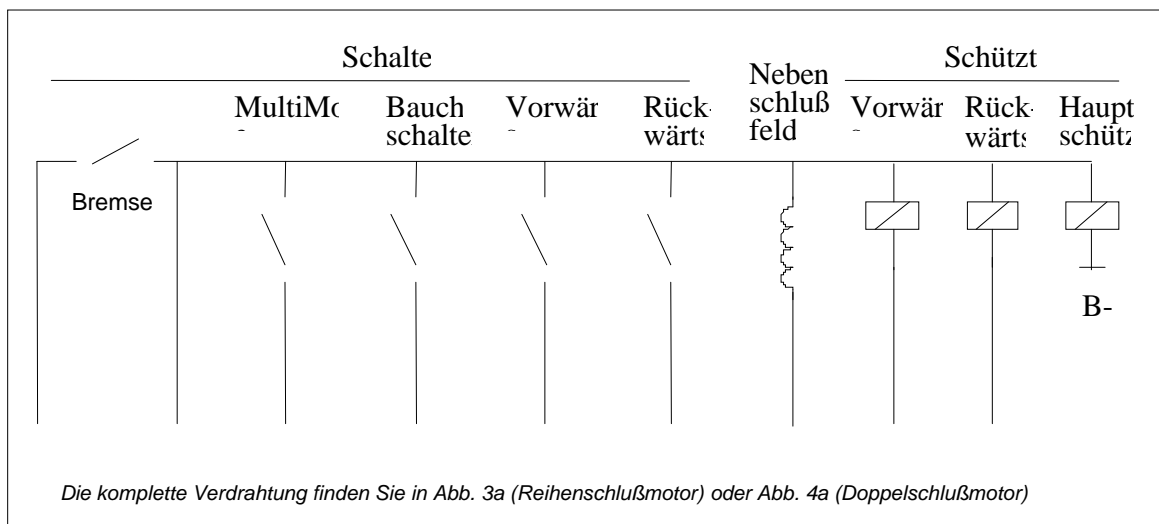 Schalte
Schützt
MultiMo
Bauch
schalte
Vorwär
Rück-
wärts
Neben
schluß
feld
Vorwär
Rück-
wärts
Haupt
schütz
Bremse
B-
Die komplette Verdrahtung finden Sie in Abb. 3a (Reihenschlußmotor) oder Abb. 4a (Doppelschlußmotor)